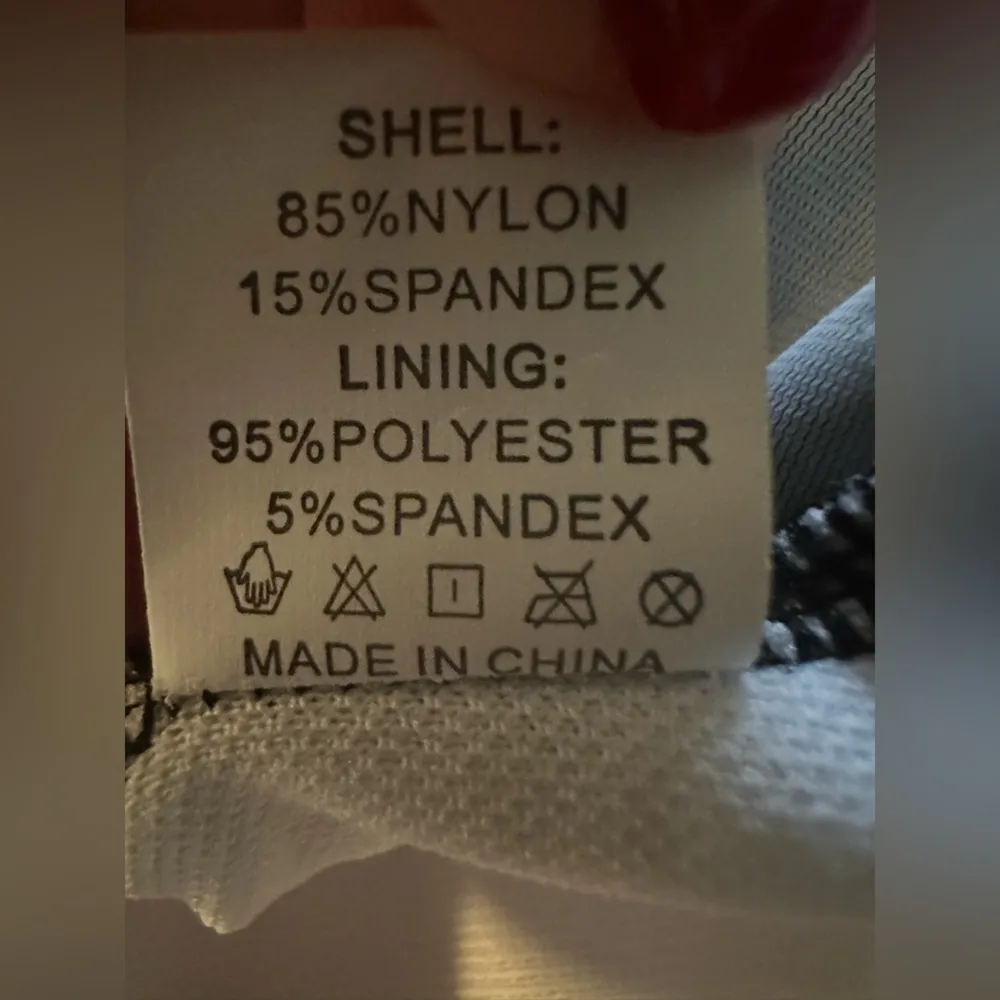 SHELL:
85%NYLON
15%SPANDEX
LINING:
95%POLYESTER
5%SPANDEX
MADE IN CHINA